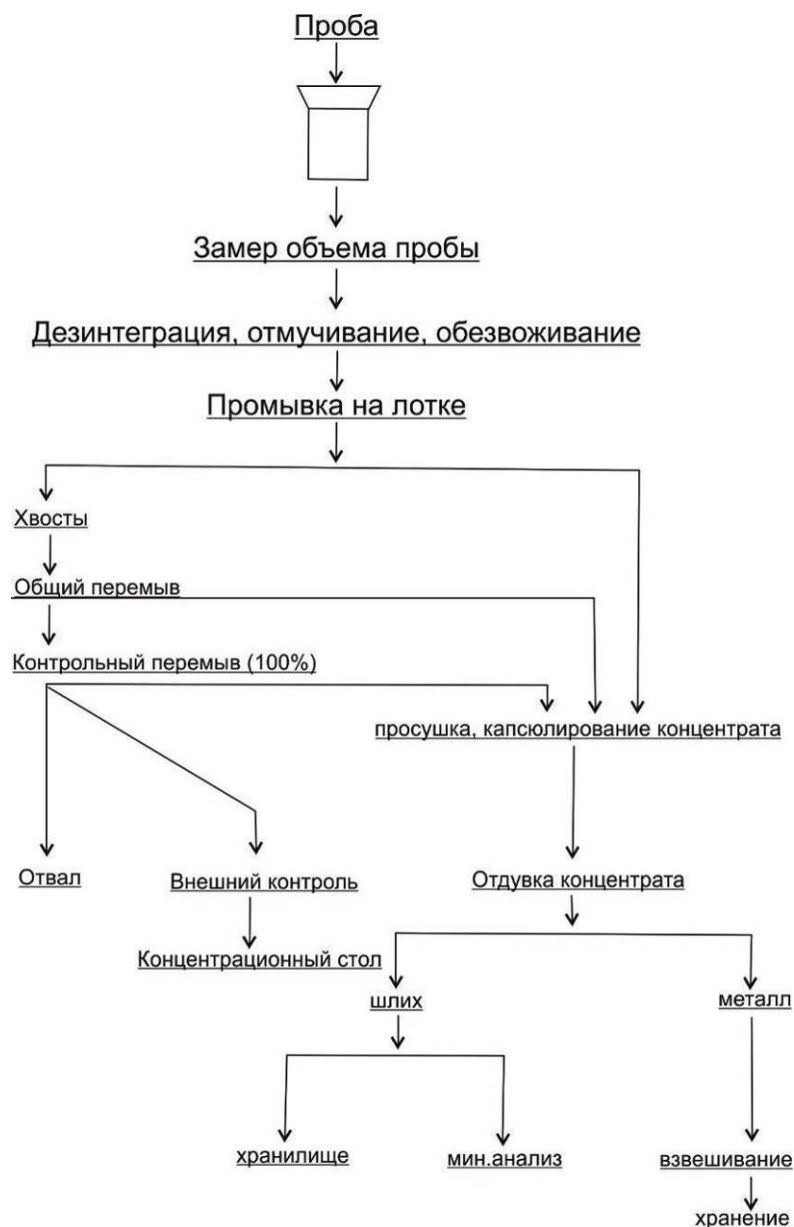 Проба
Замер объема пробы
Дезинтеграция, отмучивание, обезвоживание
Промывка на лотке
Хвосты
Общий перемыв
Контрольный перемыв (100%)
просушка, капсюлирование концентрата
Отвал
Внешний контроль
Отдувка концентрата
Концентрационный стол
шлих
металл
хранилище
мин.анализ
взвешивание
хранение